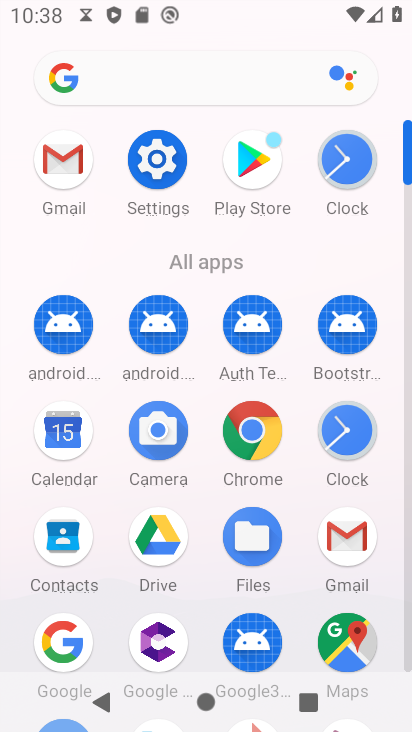 10:38
G
Gmail Settings Play Store Clock
All apps
android.... android.... Auth Te... Bootstr...
15
Calendar Camera Chrome Clock
Contacts Drive Files Gmail
G G
Google Google ... Google3... Maps